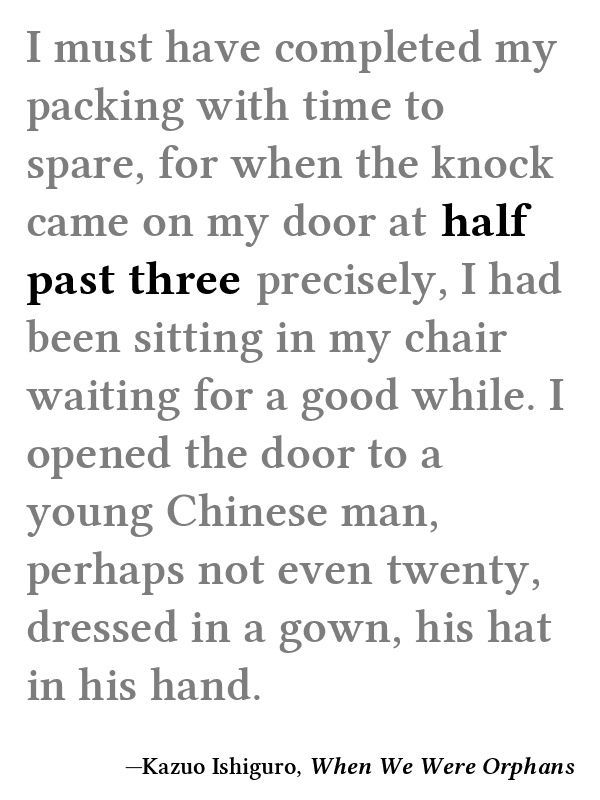 I must have completed my
packing with time to
spare, for when the knock
came on my door at half
past three precisely, I had
been sitting in my chair
waiting for a good while. I
opened the door to a
young Chinese man,
perhaps not even twenty,
dressed in a gown, his hat
in his hand.
—Kazuo Ishiguro, When We Were Orphans